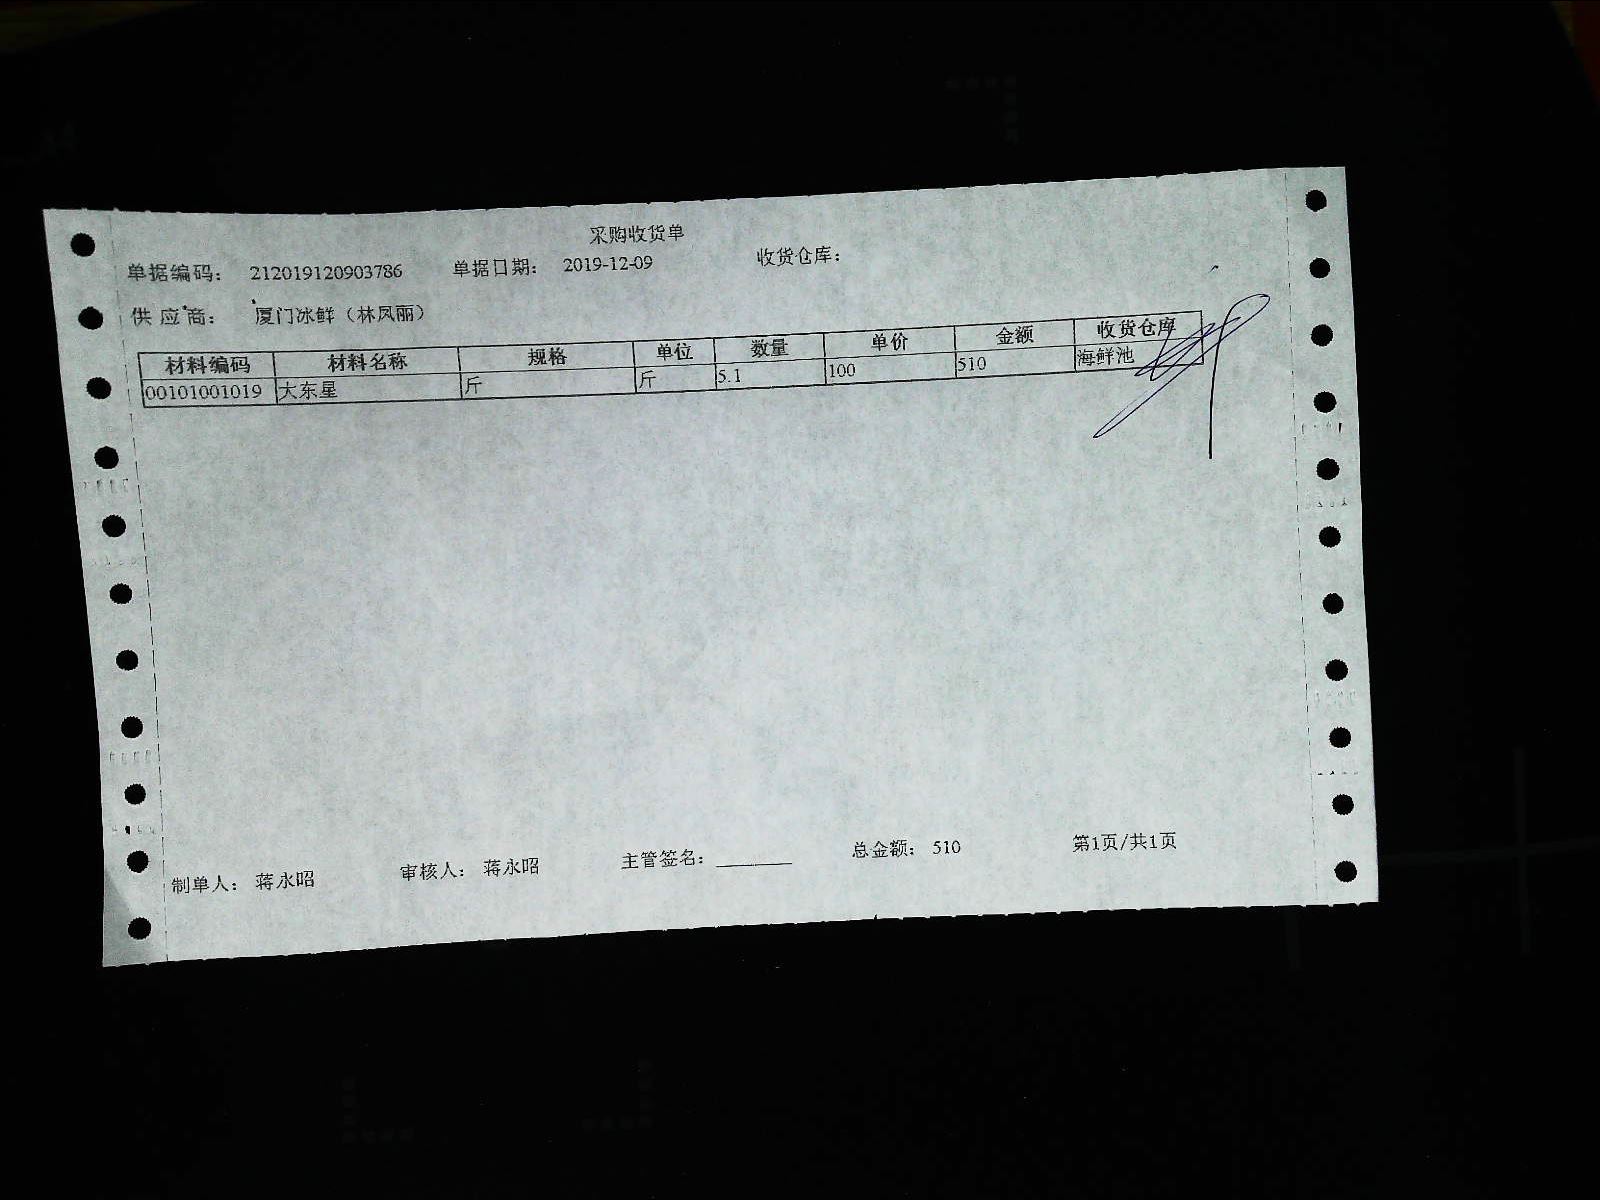 采购收货单
单据编码： 212019120903786 单据日期： 2019-12-09 收货仓库：
供 应 商： 厦门冰鲜（林凤丽）
材料编码 材料名称 规格 单位 数量 单价 金额 收货仓库
00101001019 大东星 斤 斤 5.1 100 510 海鲜池
制单人： 蒋永昭 审核人： 蒋永昭 主管签名： 总金额： 510 第1页/共1页